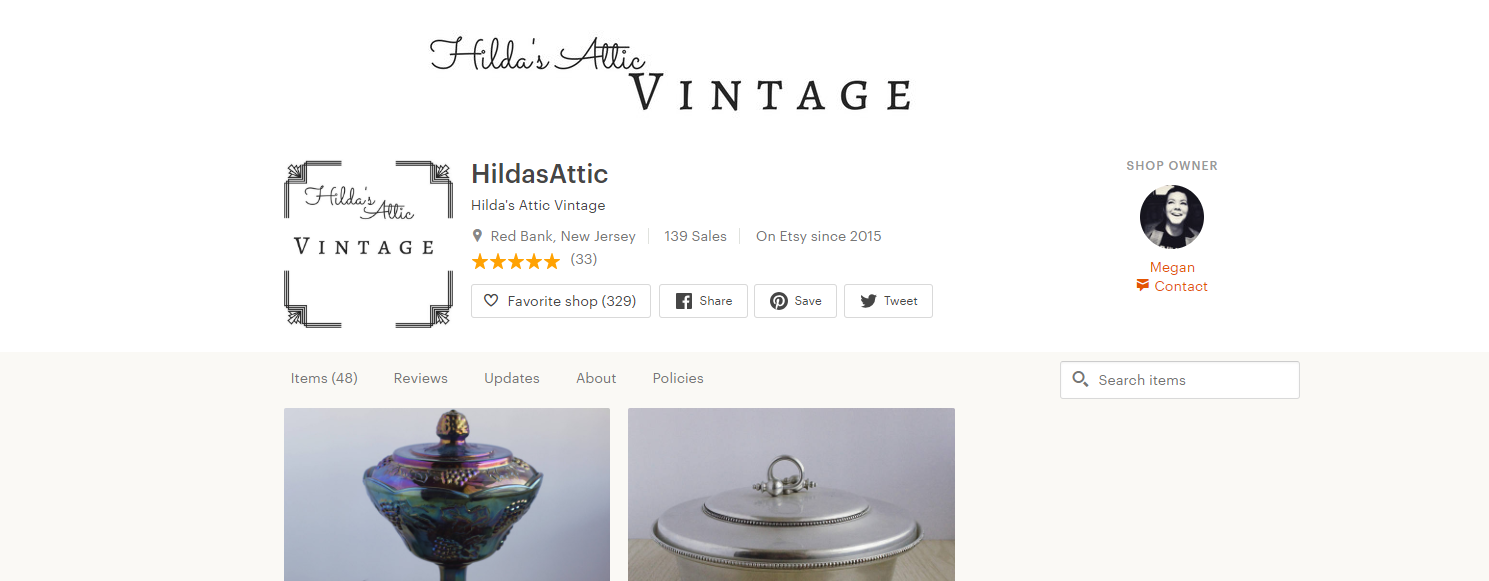 Hilda's Attic
VINTAGE
Hilda's
Attic
VINTAGE
HildasAttic
Hilda's Attic Vintage
Red Bank, New Jersey 139 Sales On Etsy since 2015
(33)
Favorite shop (329) Share Save Tweet
SHOP OWNER
Megan
Contact
Items (48) Reviews Updates About Policies
Search items